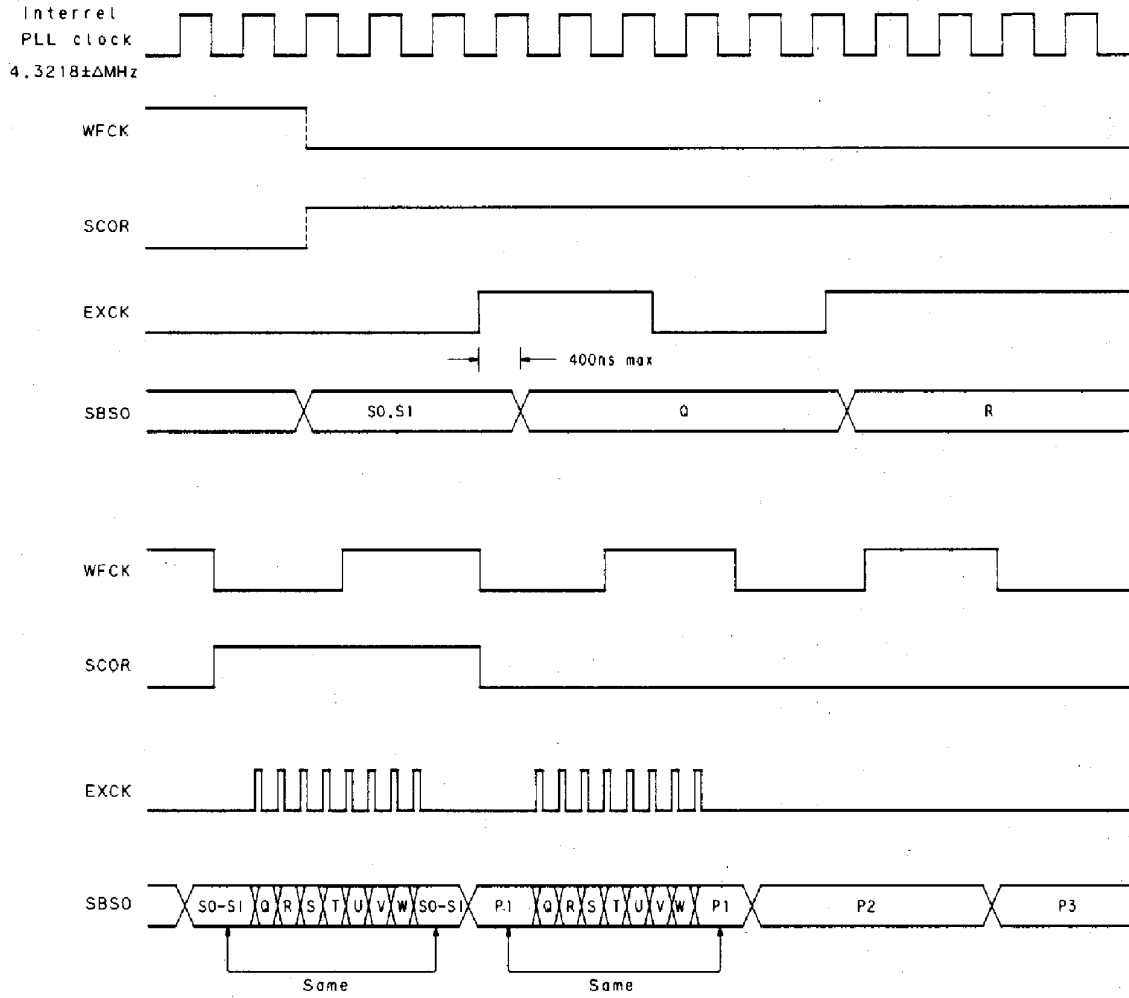 Interrel
PLL clock
4.3218±ΔMHz
WFCK
SCOR
EXCK
400ns max
SBSO
S0.S1
Q
R
WFCK
SCOR
EXCK
SBSO
S0-S1 Q R S T U V W S0-S1 P.1 Q R S T U V W P1 P2 P3
Same
Same